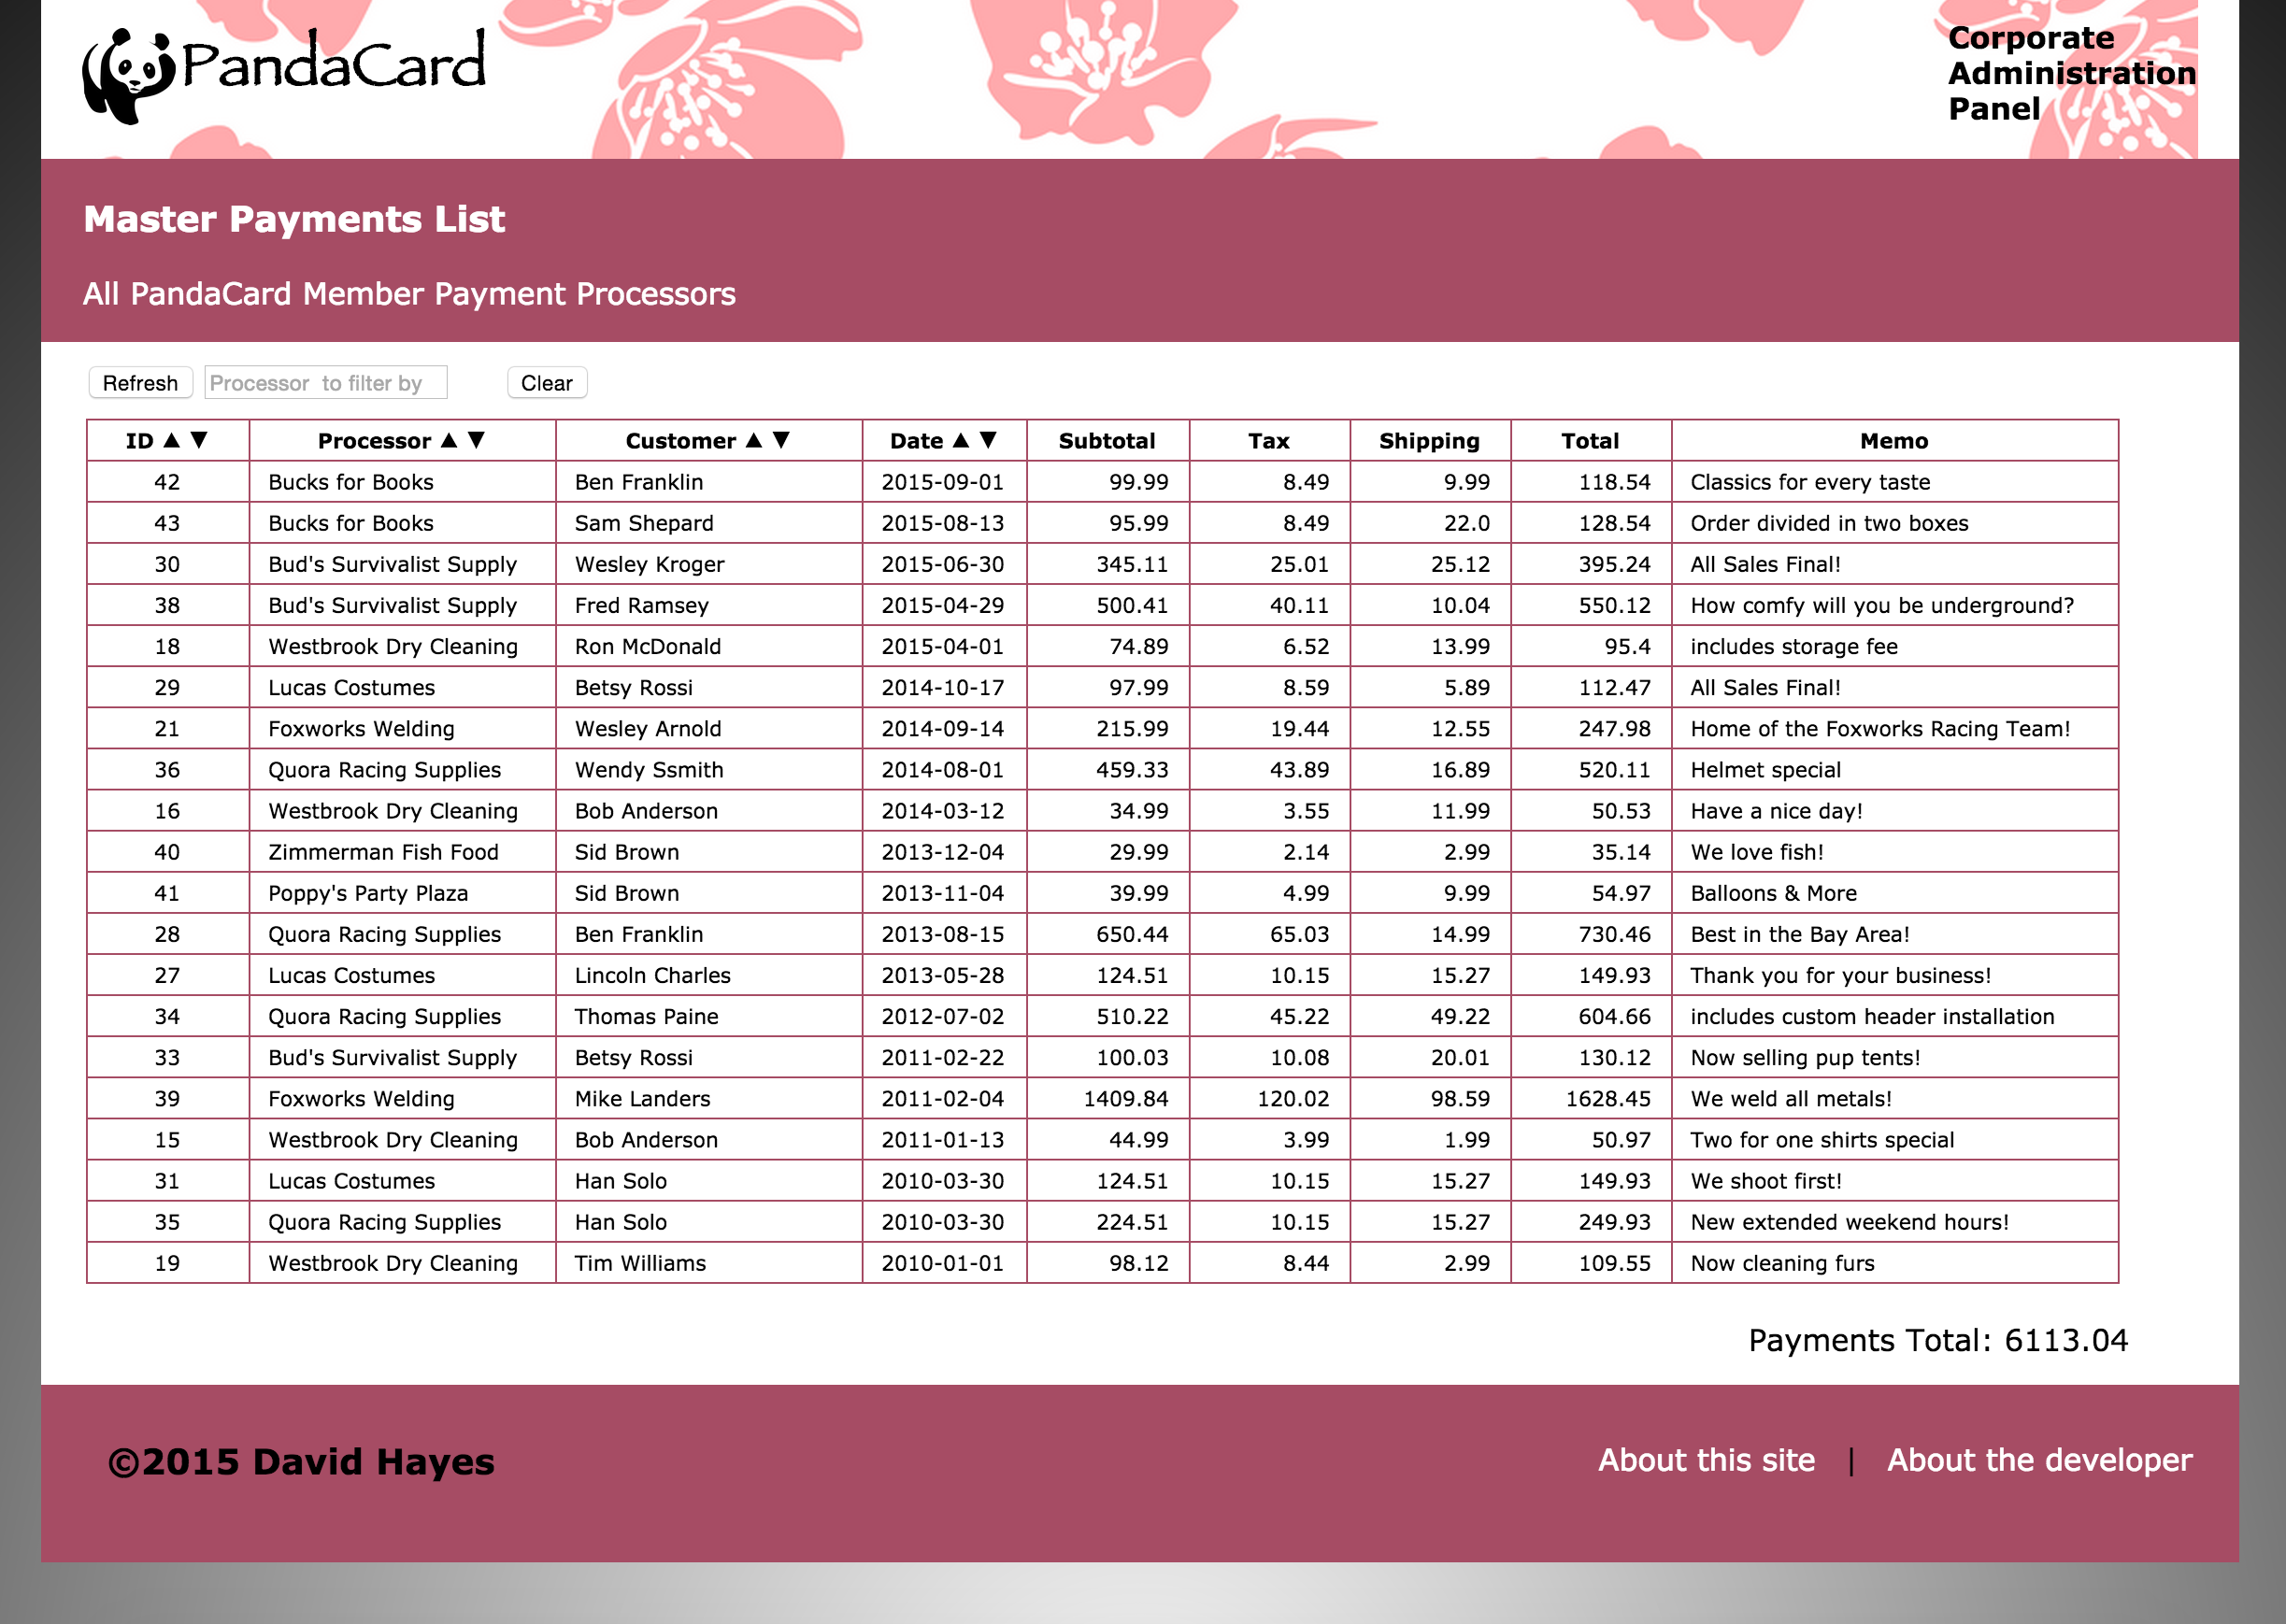 PandaCard
Corporate
Administration
Panel
Master Payments List
All PandaCard Member Payment Processors
Refresh Processor  to filter by Clear
ID ▲ ▼ Processor ▲ ▼ Customer ▲ ▼ Date ▲ ▼ Subtotal Tax Shipping Total Memo
42 Bucks for Books Ben Franklin 2015-09-01 99.99 8.49 9.99 118.54 Classics for every taste
43 Bucks for Books Sam Shepard 2015-08-13 95.99 8.49 22.0 128.54 Order divided in two boxes
30 Bud's Survivalist Supply Wesley Kroger 2015-06-30 345.11 25.01 25.12 395.24 All Sales Final!
38 Bud's Survivalist Supply Fred Ramsey 2015-04-29 500.41 40.11 10.04 550.12 How comfy will you be underground?
18 Westbrook Dry Cleaning Ron McDonald 2015-04-01 74.89 6.52 13.99 95.4 includes storage fee
29 Lucas Costumes Betsy Rossi 2014-10-17 97.99 8.59 5.89 112.47 All Sales Final!
21 Foxworks Welding Wesley Arnold 2014-09-14 215.99 19.44 12.55 247.98 Home of the Foxworks Racing Team!
36 Quora Racing Supplies Wendy Ssmith 2014-08-01 459.33 43.89 16.89 520.11 Helmet special
16 Westbrook Dry Cleaning Bob Anderson 2014-03-12 34.99 3.55 11.99 50.53 Have a nice day!
40 Zimmerman Fish Food Sid Brown 2013-12-04 29.99 2.14 2.99 35.14 We love fish!
41 Poppy's Party Plaza Sid Brown 2013-11-04 39.99 4.99 9.99 54.97 Balloons & More
28 Quora Racing Supplies Ben Franklin 2013-08-15 650.44 65.03 14.99 730.46 Best in the Bay Area!
27 Lucas Costumes Lincoln Charles 2013-05-28 124.51 10.15 15.27 149.93 Thank you for your business!
34 Quora Racing Supplies Thomas Paine 2012-07-02 510.22 45.22 49.22 604.66 includes custom header installation
33 Bud's Survivalist Supply Betsy Rossi 2011-02-22 100.03 10.08 20.01 130.12 Now selling pup tents!
39 Foxworks Welding Mike Landers 2011-02-04 1409.84 120.02 98.59 1628.45 We weld all metals!
15 Westbrook Dry Cleaning Bob Anderson 2011-01-13 44.99 3.99 1.99 50.97 Two for one shirts special
31 Lucas Costumes Han Solo 2010-03-30 124.51 10.15 15.27 149.93 We shoot first!
35 Quora Racing Supplies Han Solo 2010-03-30 224.51 10.15 15.27 249.93 New extended weekend hours!
19 Westbrook Dry Cleaning Tim Williams 2010-01-01 98.12 8.44 2.99 109.55 Now cleaning furs
Payments Total: 6113.04
©2015 David Hayes About this site | About the developer